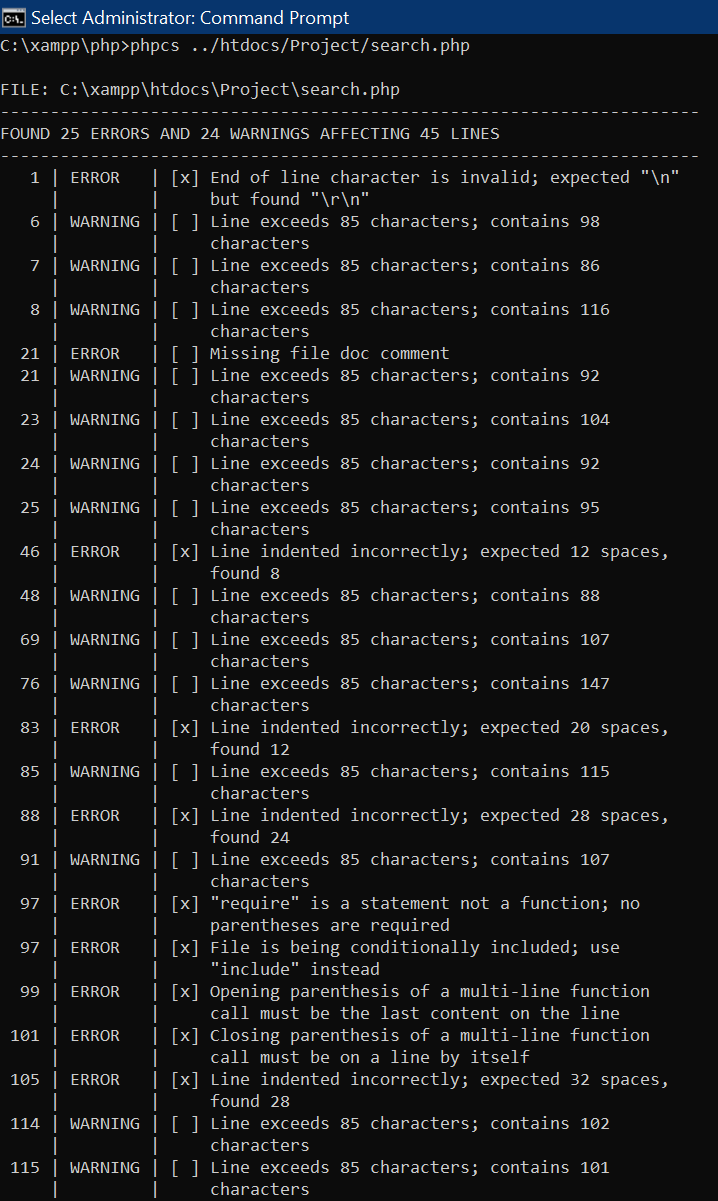 Select Administrator: Command Prompt
C:\xampp\php>phpcs ../htdocs/Project/search.php
FILE: C:\xampp\htdocs\Project\search.php
----------------------------------------------------------------------
FOUND 25 ERRORS AND 24 WARNINGS AFFECTING 45 LINES
----------------------------------------------------------------------
   1 | ERROR   | [x] End of line character is invalid; expected "\n"
     |         |     but found "\r\n"
   6 | WARNING | [ ] Line exceeds 85 characters; contains 98
     |         |     characters
   7 | WARNING | [ ] Line exceeds 85 characters; contains 86
     |         |     characters
   8 | WARNING | [ ] Line exceeds 85 characters; contains 116
     |         |     characters
  21 | ERROR   | [ ] Missing file doc comment
  21 | WARNING | [ ] Line exceeds 85 characters; contains 92
     |         |     characters
  23 | WARNING | [ ] Line exceeds 85 characters; contains 104
     |         |     characters
  24 | WARNING | [ ] Line exceeds 85 characters; contains 92
     |         |     characters
  25 | WARNING | [ ] Line exceeds 85 characters; contains 95
     |         |     characters
  46 | ERROR   | [x] Line indented incorrectly; expected 12 spaces,
     |         |     found 8
  48 | WARNING | [ ] Line exceeds 85 characters; contains 88
     |         |     characters
  69 | WARNING | [ ] Line exceeds 85 characters; contains 107
     |         |     characters
  76 | WARNING | [ ] Line exceeds 85 characters; contains 147
     |         |     characters
  83 | ERROR   | [x] Line indented incorrectly; expected 20 spaces,
     |         |     found 12
  85 | WARNING | [ ] Line exceeds 85 characters; contains 115
     |         |     characters
  88 | ERROR   | [x] Line indented incorrectly; expected 28 spaces,
     |         |     found 24
  91 | WARNING | [ ] Line exceeds 85 characters; contains 107
     |         |     characters
  97 | ERROR   | [x] "require" is a statement not a function; no
     |         |     parentheses are required
  97 | ERROR   | [x] File is being conditionally included; use
     |         |     "include" instead
  99 | ERROR   | [x] Opening parenthesis of a multi-line function
     |         |     call must be the last content on the line
 101 | ERROR   | [x] Closing parenthesis of a multi-line function
     |         |     call must be on a line by itself
 105 | ERROR   | [x] Line indented incorrectly; expected 32 spaces,
     |         |     found 28
 114 | WARNING | [ ] Line exceeds 85 characters; contains 102
     |         |     characters
 115 | WARNING | [ ] Line exceeds 85 characters; contains 101
     |         |     characters